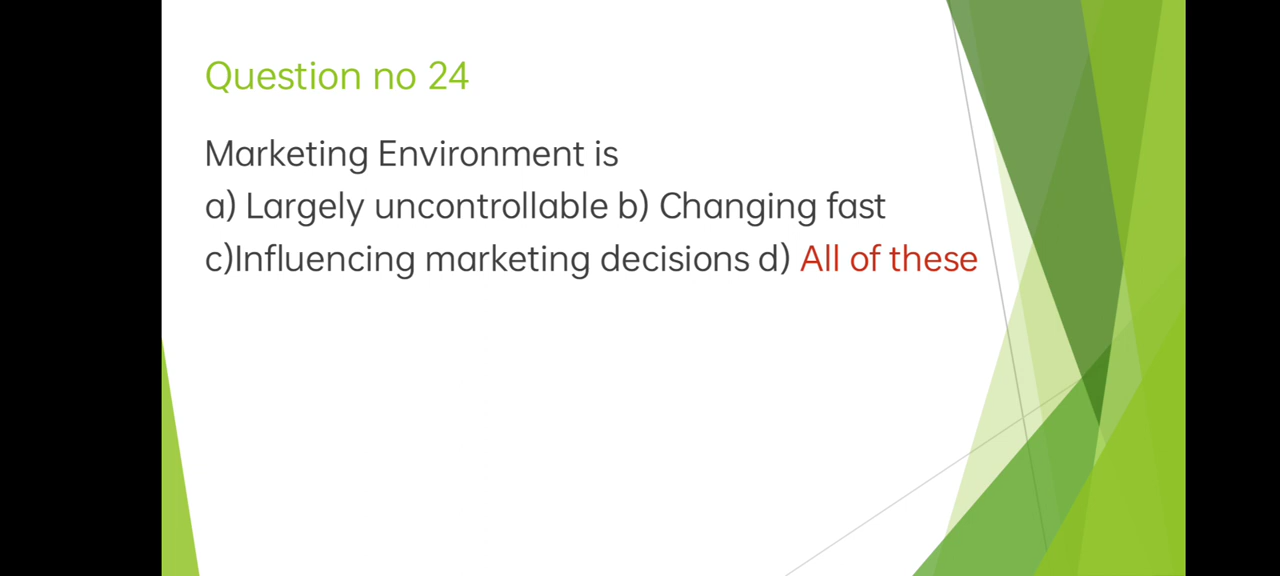 Question no 24
Marketing Environment is
a) Largely uncontrollable b) Changing fast
c)Influencing marketing decisions d) All of these